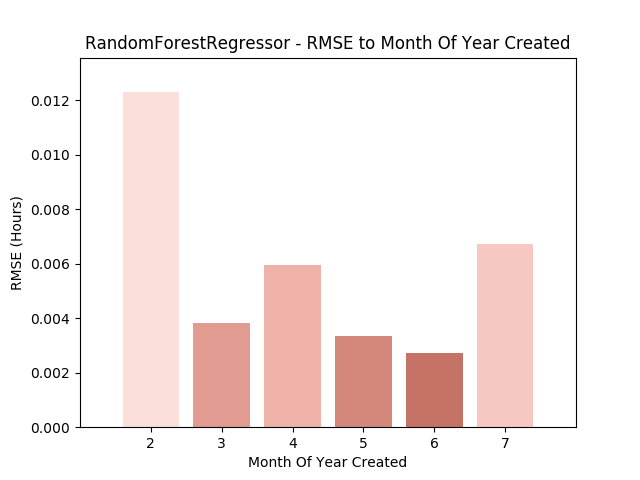 RandomForestRegressor - RMSE to Month Of Year Created
0.012
0.010
0.008
0.006
0.004
0.002
0.000
RMSE (Hours)
2 3 4 5 6 7
Month Of Year Created